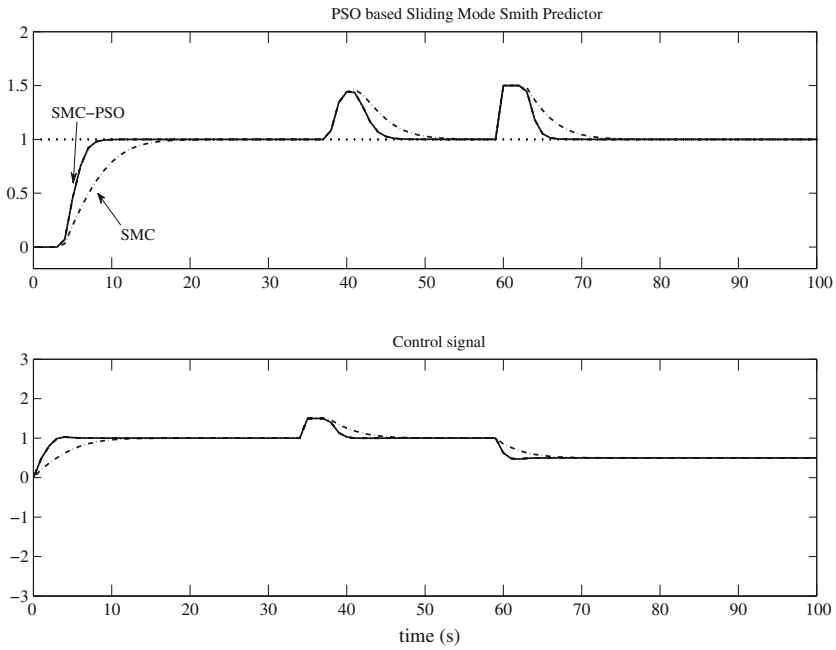 PSO based Sliding Mode Smith Predictor
2
1.5
SMC−PSO
1
0.5
SMC
0
0 10 20 30 40 50 60 70 80 90 100
Control signal
3
2
1
0
−1
−2
−3
0 10 20 30 40 50 60 70 80 90 100
time (s)